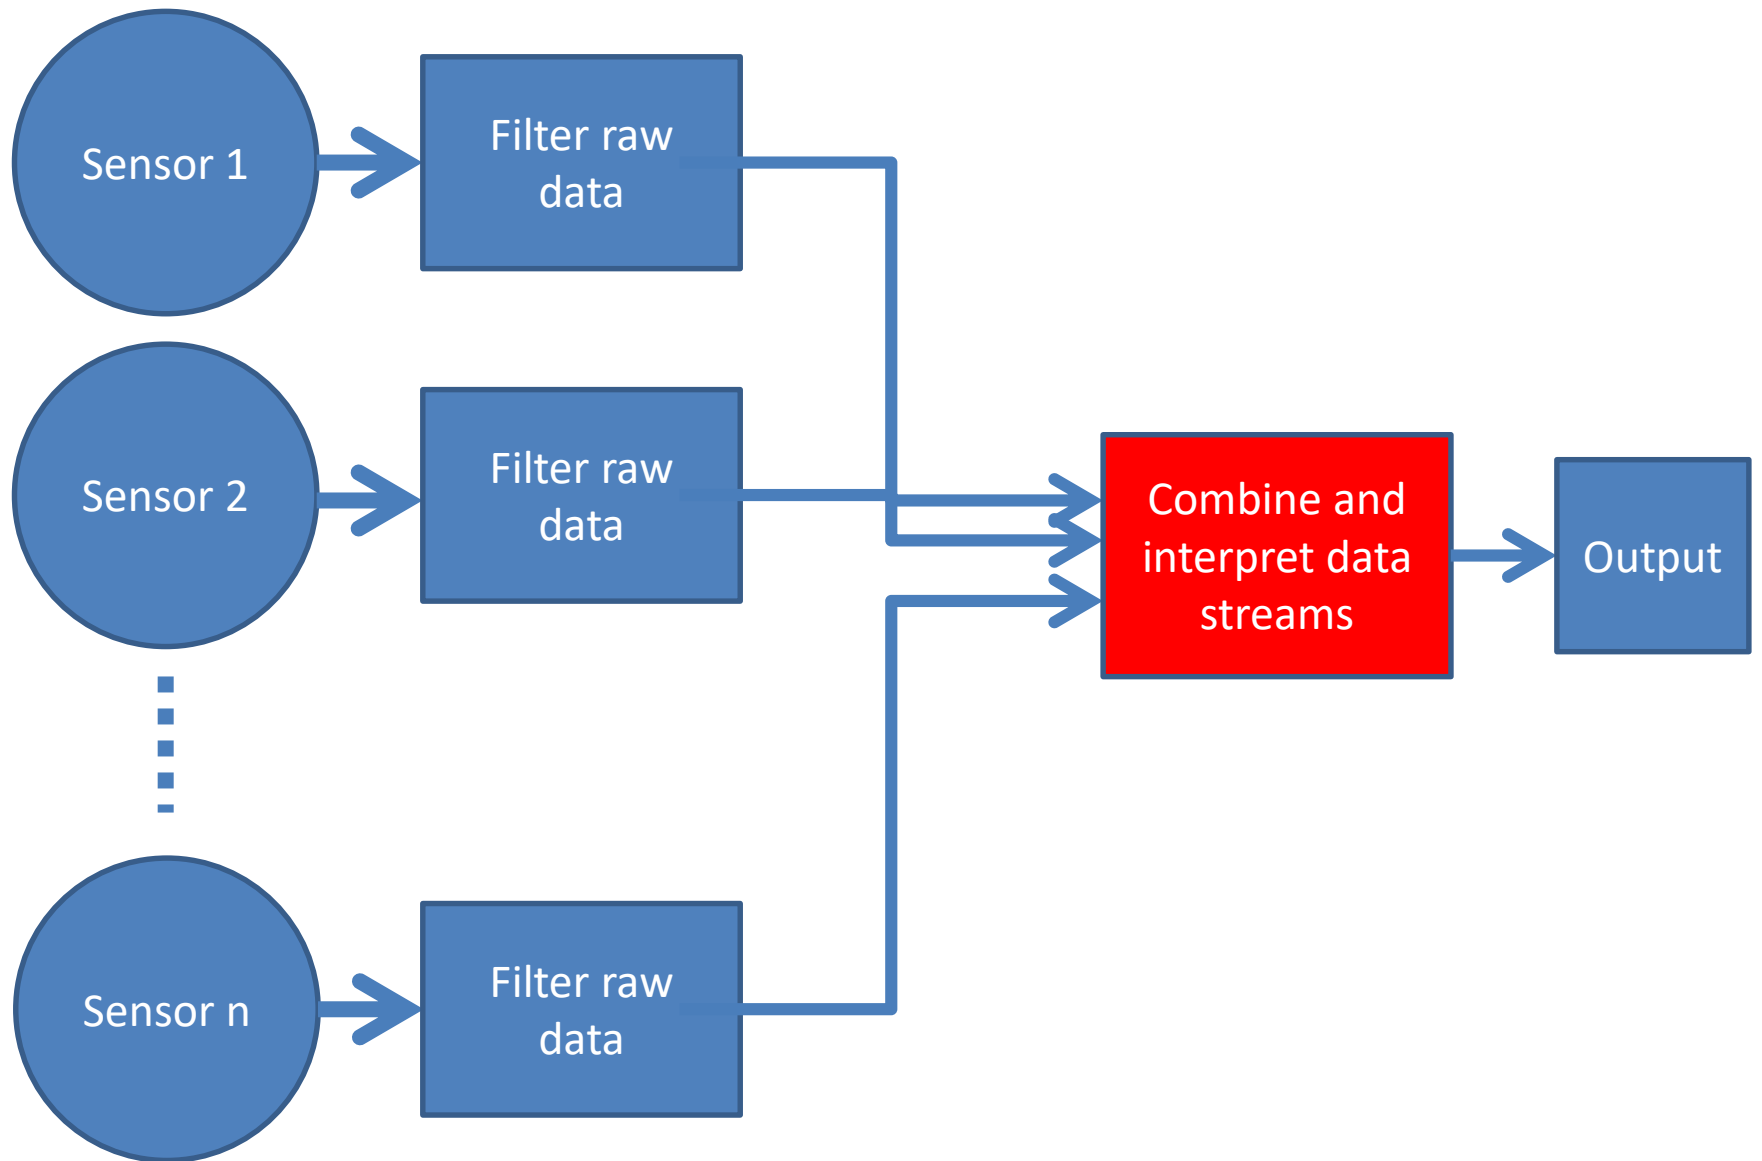 Sensor 1
Filter raw
data
Sensor 2
Filter raw
data
Combine and
interpret data
streams
Output
Sensor n
Filter raw
data